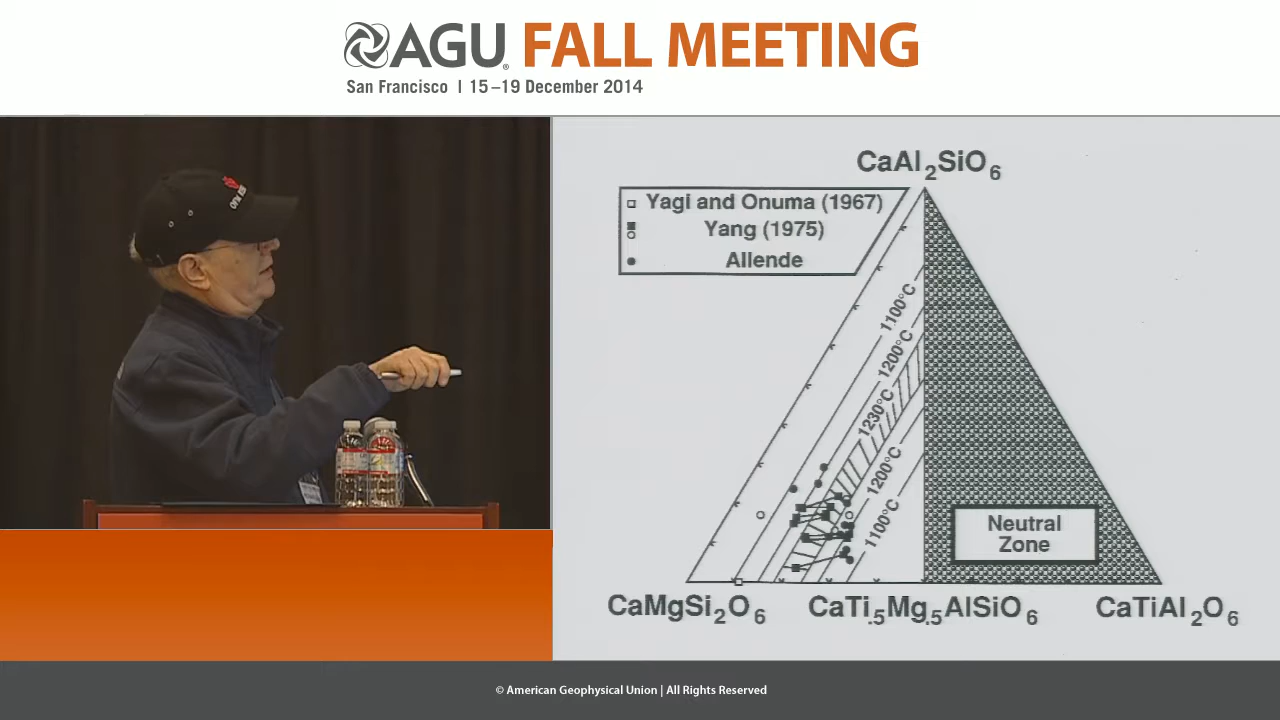 AGU FALL MEETING
San Francisco | 15–19 December 2014
CaAl2SiO6
Yagi and Onuma (1967)
Yang (1975)
Allende
1100°C
1200°C
1230°C
1200°C
1100°C
Neutral
Zone
CaMgSi2O6 CaTi.5Mg.5AlSiO6 CaTiAl2O6
© American Geophysical Union | All Rights Reserved